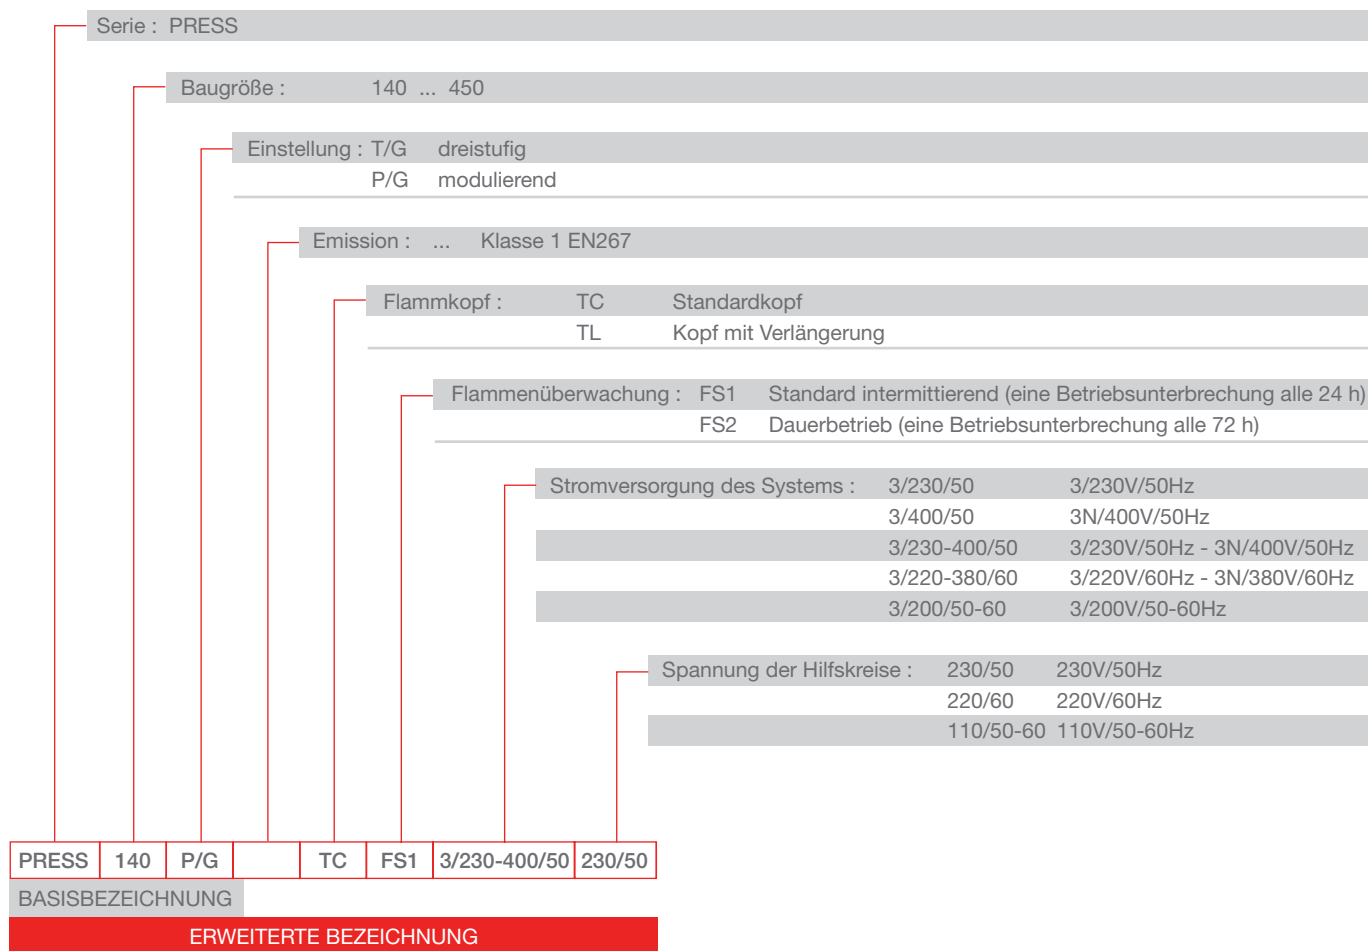 Serie : PRESS
Baugröße : 140 ... 450
Einstellung : T/G dreistufig
P/G modulierend
Emission : ... Klasse 1 EN267
Flammkopf : TC Standardkopf
TL Kopf mit Verlängerung
Flammenüberwachung : FS1 Standard intermittierend (eine Betriebsunterbrechung alle 24 h)
FS2 Dauerbetrieb (eine Betriebsunterbrechung alle 72 h)
Stromversorgung des Systems : 3/230/50 3/230V/50Hz
3/400/50 3N/400V/50Hz
3/230-400/50 3/230V/50Hz - 3N/400V/50Hz
3/220-380/60 3/220V/60Hz - 3N/380V/60Hz
3/200/50-60 3/200V/50-60Hz
Spannung der Hilfskreise : 230/50 230V/50Hz
220/60 220V/60Hz
110/50-60 110V/50-60Hz
PRESS 140 P/G TC FS1 3/230-400/50 230/50
BASISBEZEICHNUNG
ERWEITERTE BEZEICHNUNG